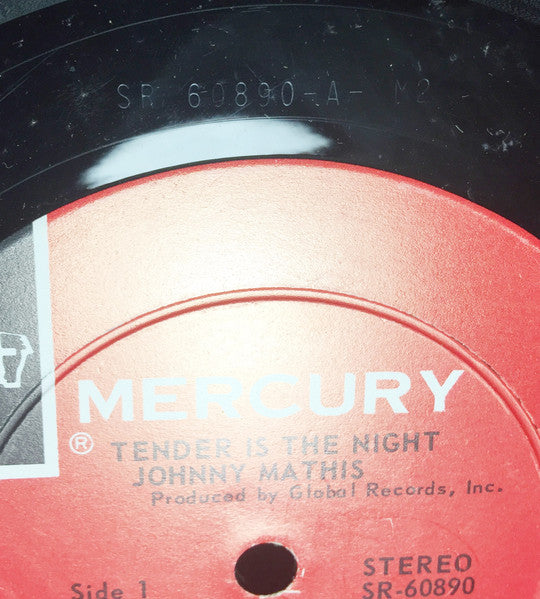 SR 60890-A- M2
MERCURY
®
TENDER IS THE NIGHT
JOHNNY MATHIS
Produced by Global Records, Inc.
Side 1
STEREO
SR-60890